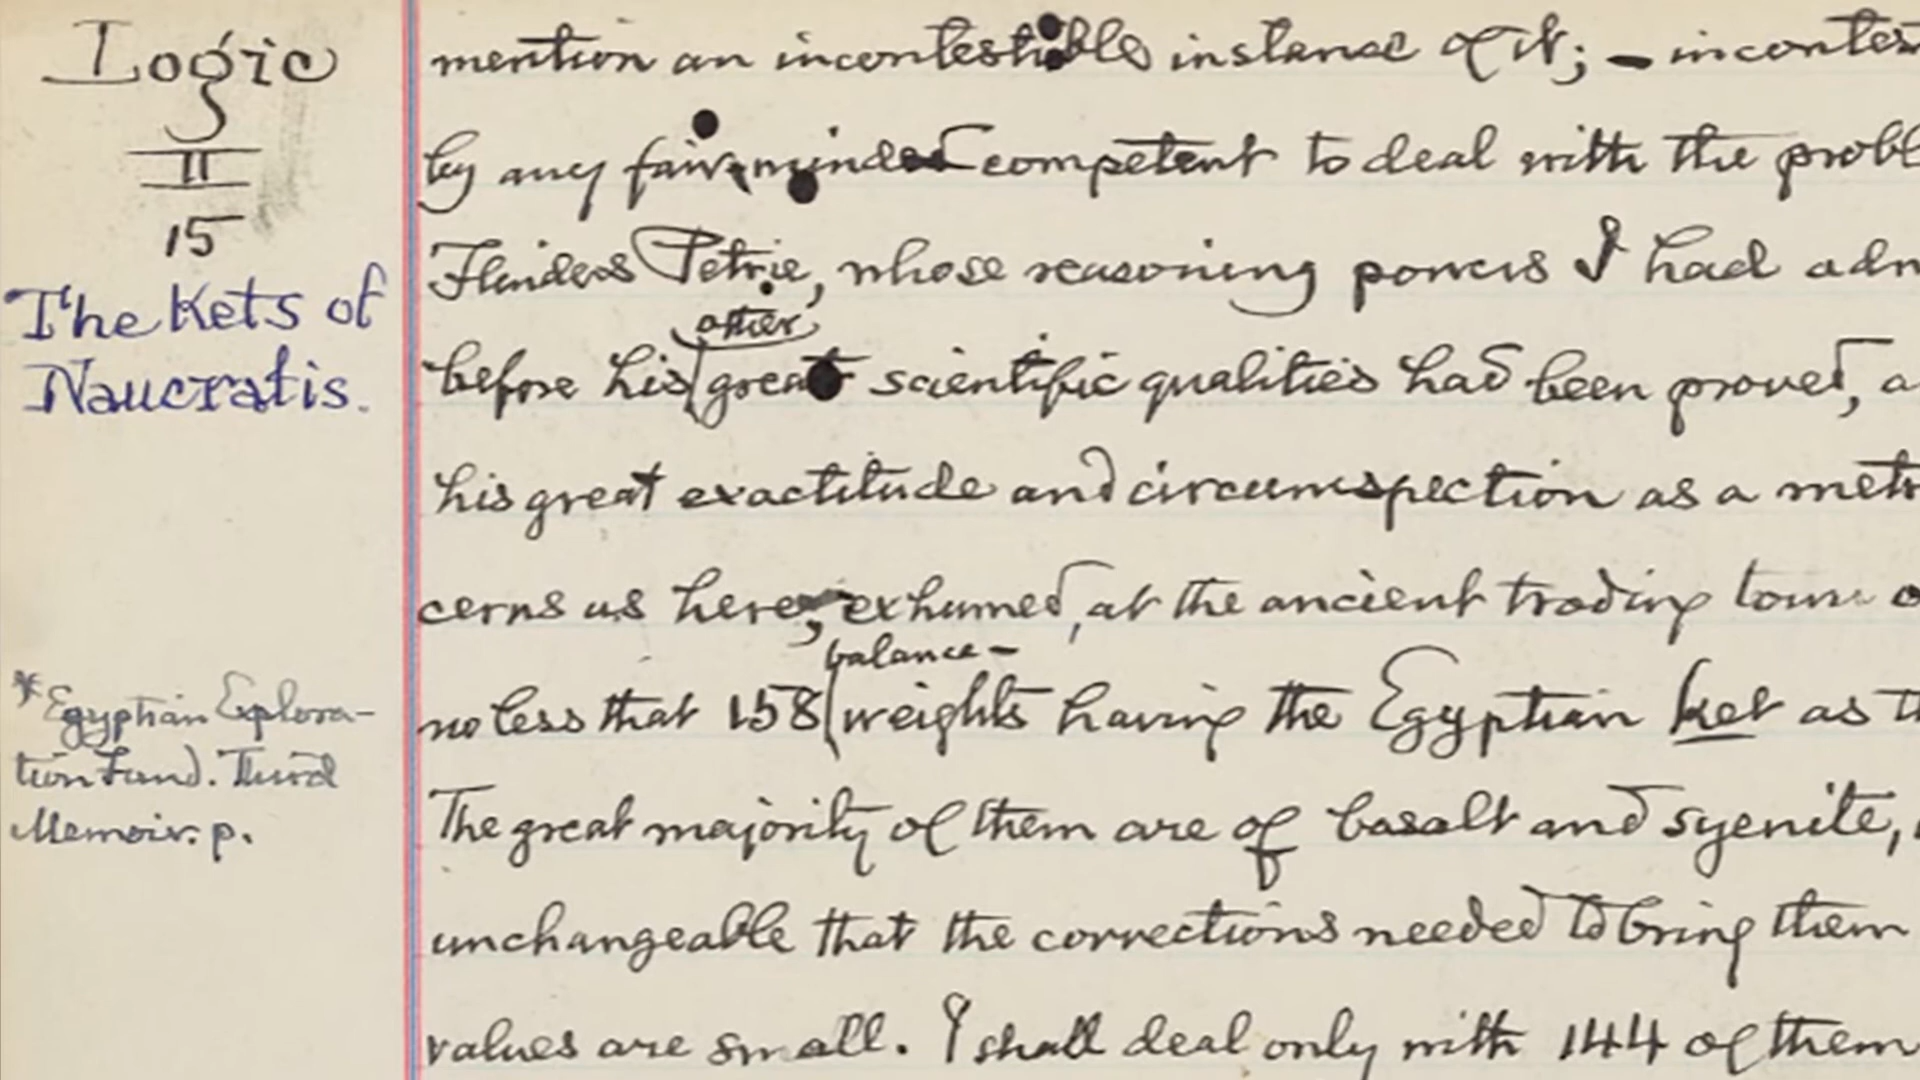 Logic
II
15
The Kets of
Naucratis.
* Egyptian Explora-
tion Fund. Third
Memoir. p.
mention an incontestible instance of it; – incontes
by any fair-minded competent to deal with the probl
Flinders Petrie, whose reasoning powers I had adm
other
before his great scientific qualities had been proved, a
his great exactitude and circumspection as a metr
cerns us here, exhumed, at the ancient trading town o
balance-
no less that 158 weights having the Egyptian ket as t
The great majority of them are of basalt and syenite,
unchangeable that the corrections needed to bring them
values are small. I shall deal only with 144 of them